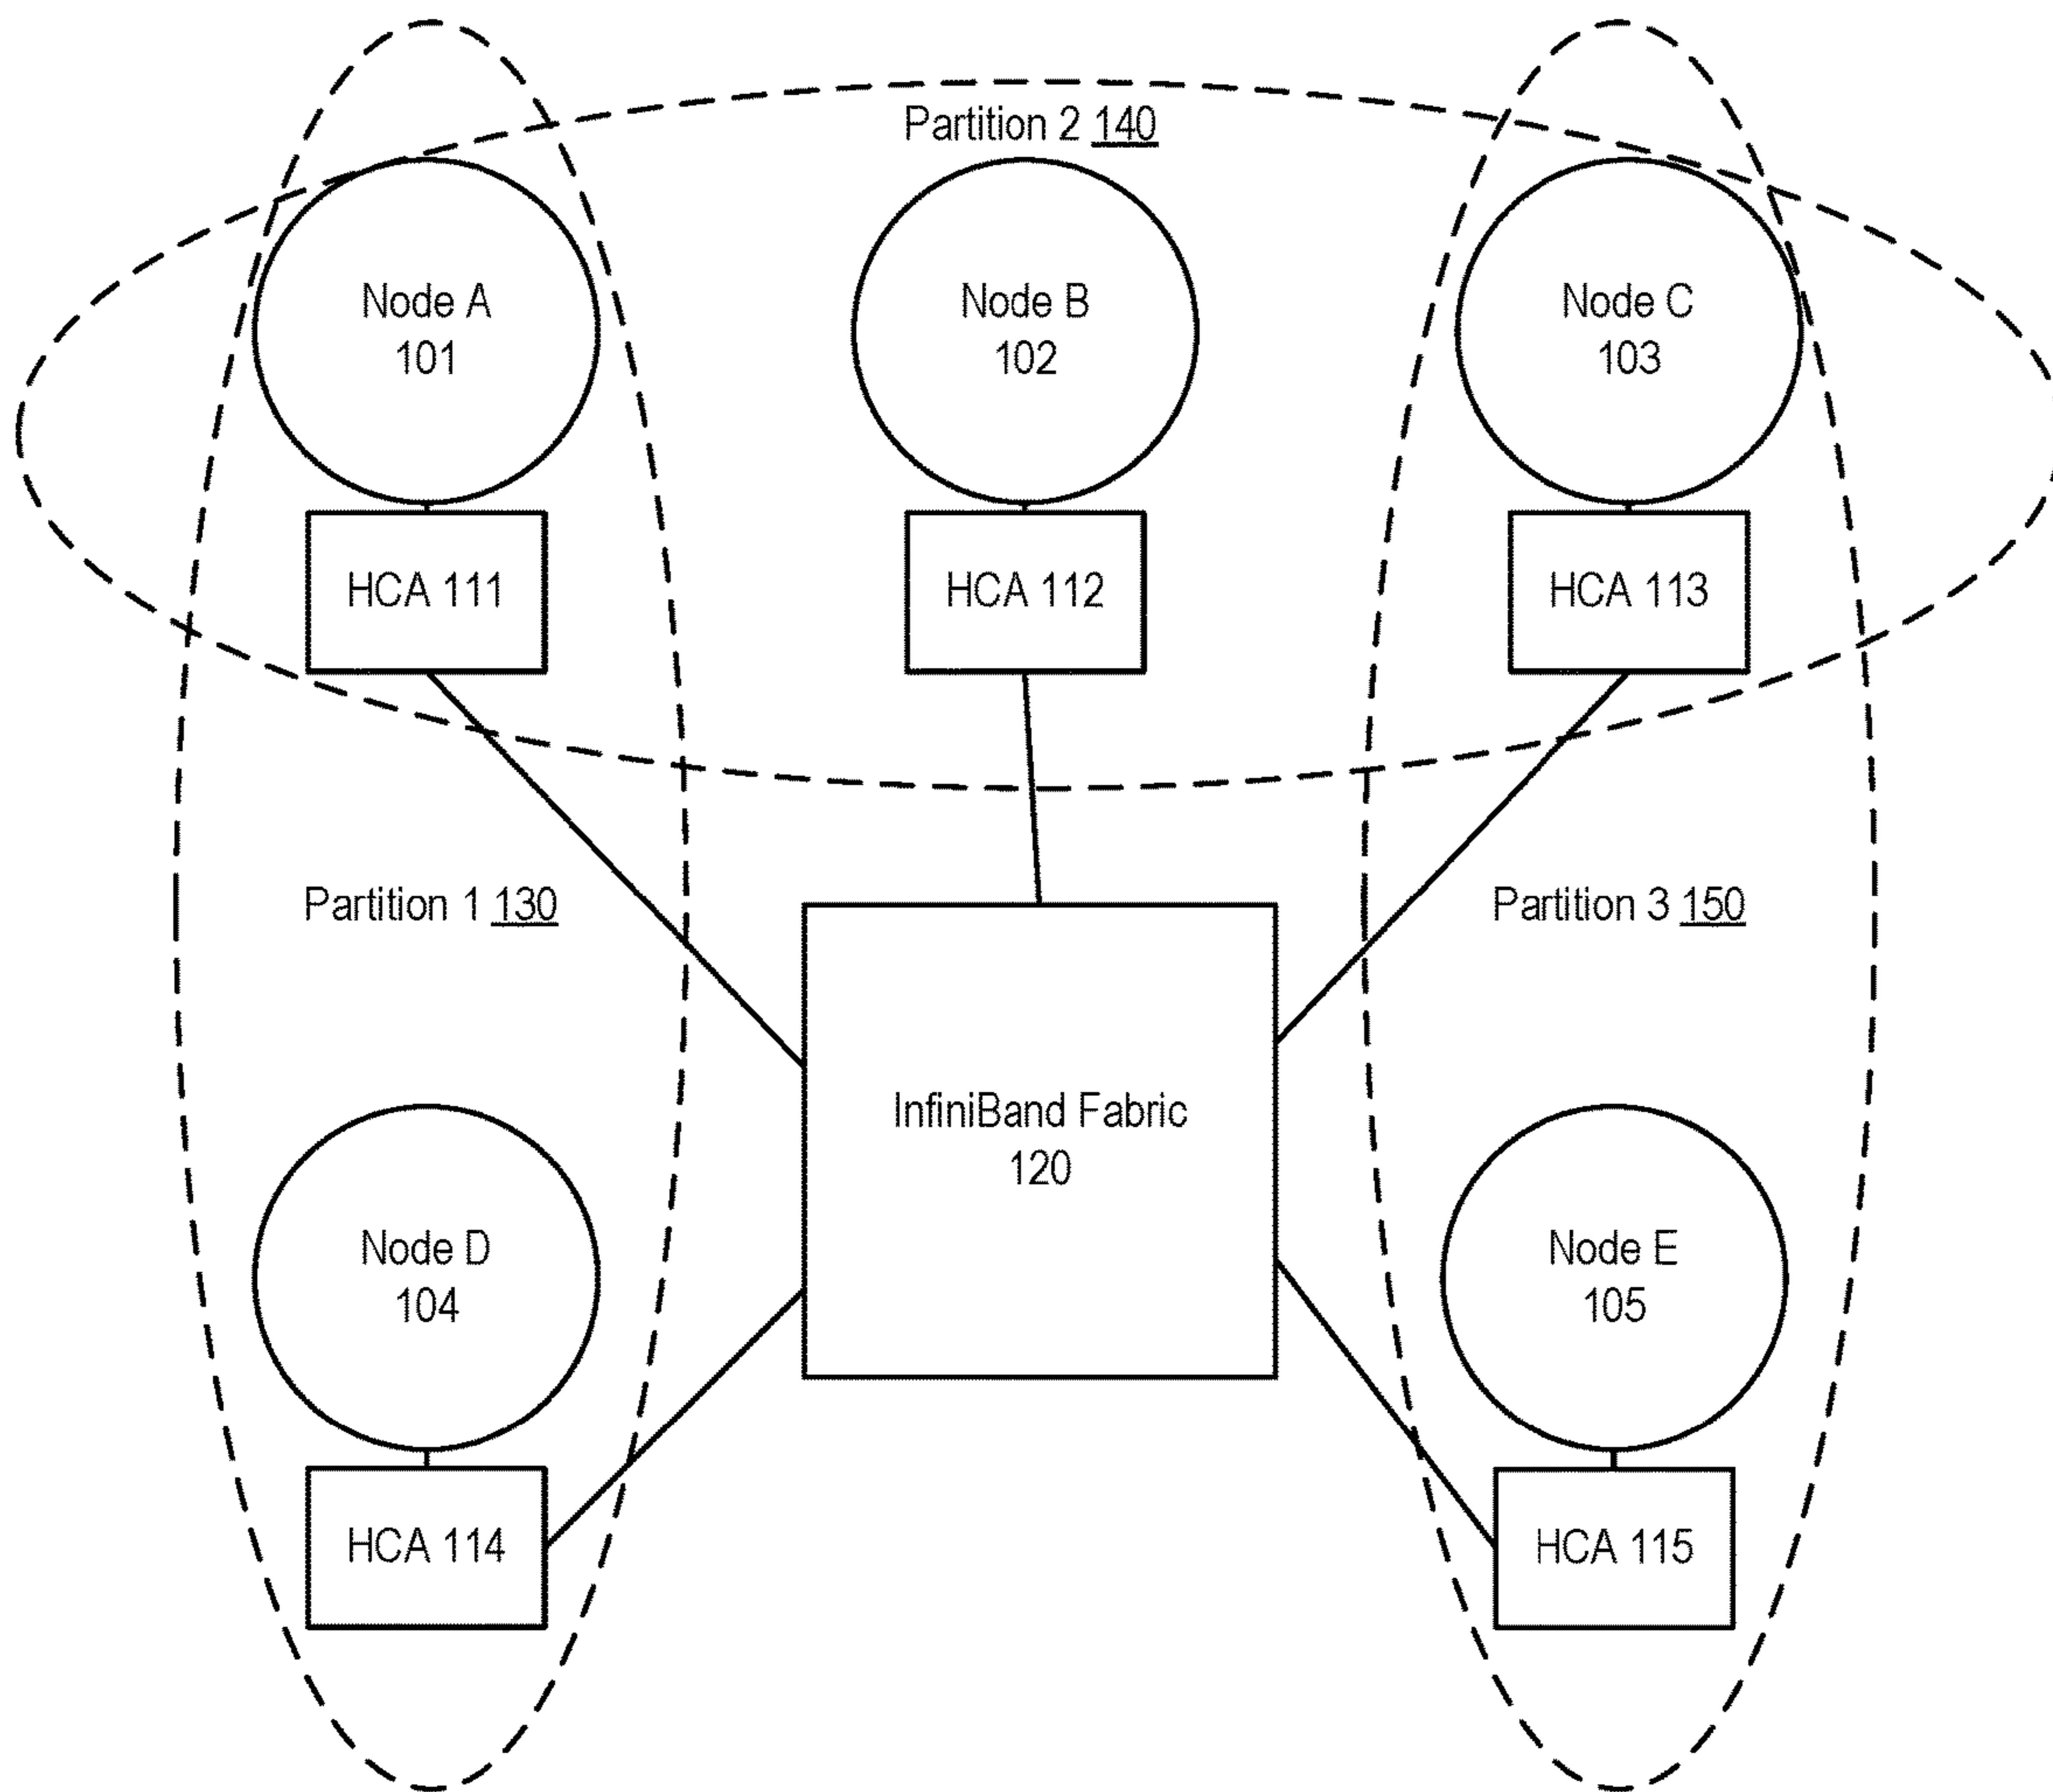 Partition 2 140
Node A
101
Node B
102
Node C
103
HCA 111
HCA 112
HCA 113
Partition 1 130
Partition 3 150
InfiniBand Fabric
120
Node D
104
Node E
105
HCA 114
HCA 115